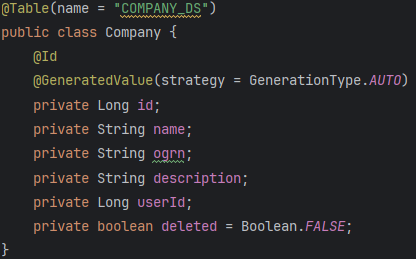 @Table(name = "COMPANY_DS")
public class Company {
    @Id
    @GeneratedValue(strategy = GenerationType.AUTO)
    private Long id;
    private String name;
    private String ogrn;
    private String description;
    private Long userId;
    private boolean deleted = Boolean.FALSE;
}